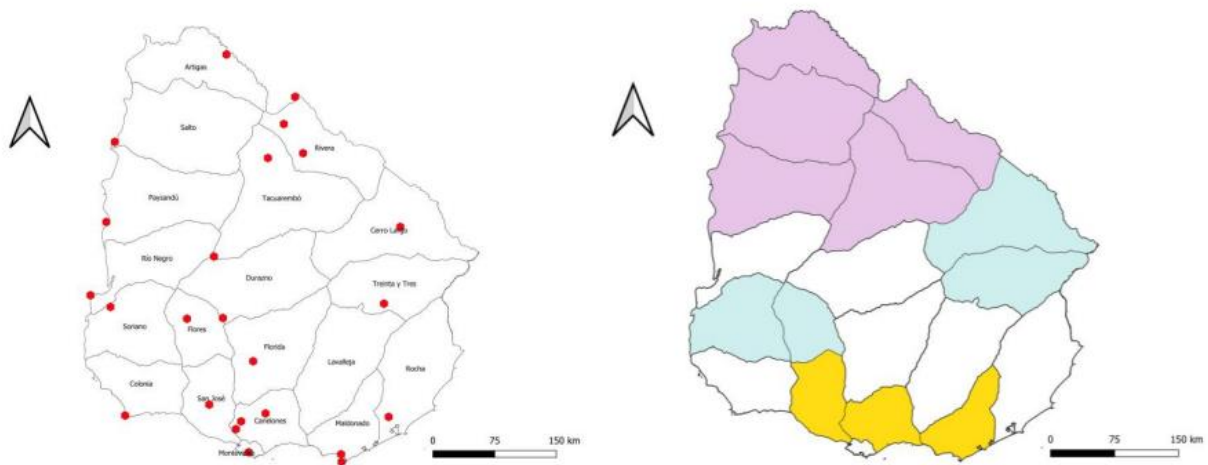 Artigas
Salto
Rivera
Paysandú
Tacuarembó
Cerro Largo
Río Negro
Durazno
Treinta y Tres
Soriano
Flores
Florida
Lavalleja
Rocha
Colonia
San José
Canelones
Maldonado
0 75 150 km
0 75 150 km